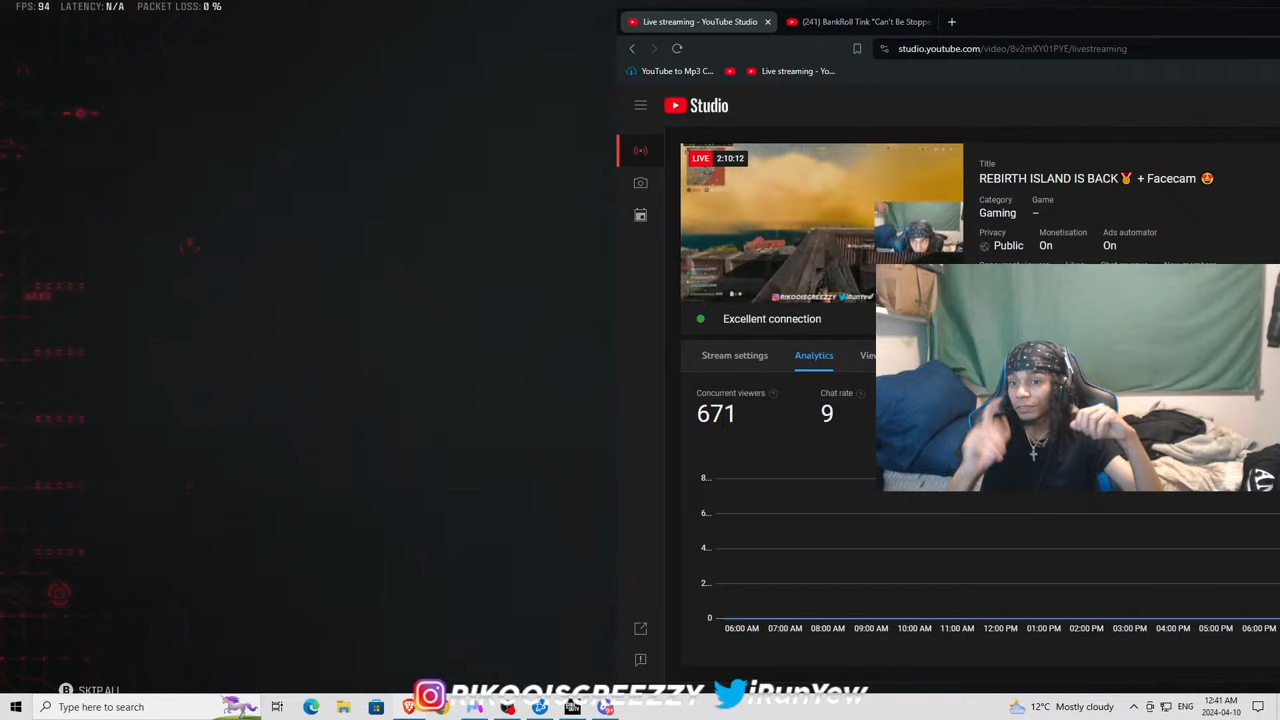 FPS: 94 LATENCY: N/A PACKET LOSS: 0 %
Live streaming - YouTube Studio
(241) BankRoll Tink "Can't Be Stoppe
studio.youtube.com/video/8v2mXY01PYE/livestreaming
YouTube to Mp3 C...
Live streaming - Yo...
Studio
LIVE 2:10:12
Title
REBIRTH ISLAND IS BACK🥇 + Facecam 🤩
Category Game
Gaming –
Privacy Monetisation Ads automator
Public On On
RIKOOISGREEZZY iRunYew
Excellent connection
Stream settings Analytics
Concurrent viewers Chat rate
671 9
8...
6...
4...
2...
0
06:00 AM 07:00 AM 08:00 AM 09:00 AM 10:00 AM 11:00 AM 12:00 PM 01:00 PM 02:00 PM 03:00 PM 04:00 PM 05:00 PM 06:00 PM
B SKIP ALL
RIKOOISGREEZZY iRunYew
Type here to search
12°C Mostly cloudy
ENG
12:41 AM
2024-04-10